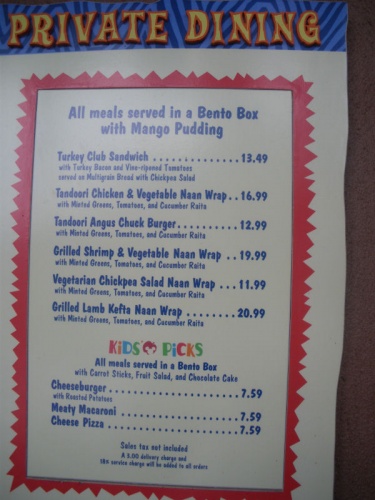 PRIVATE DINING
All meals served in a Bento Box
with Mango Pudding
Turkey Club Sandwich . . . . . . . . . . . . . . 13.49
with Turkey Bacon and Vine-ripened Tomatoes
served on Multigrain Bread with Chickpea Salad
Tandoori Chicken & Vegetable Naan Wrap . . 16.99
with Minted Greens, Tomatoes, and Cucumber Raita
Tandoori Angus Chuck Burger. . . . . . . . . . 12.99
with Minted Greens, Tomatoes, and Cucumber Raita
Grilled Shrimp & Vegetable Naan Wrap . . 19.99
with Minted Greens, Tomatoes, and Cucumber Raita
Vegetarian Chickpea Salad Naan Wrap . . . 11.99
with Minted Greens, Tomatoes, and Cucumber Raita
Grilled Lamb Kefta Naan Wrap . . . . . . . . 20.99
with Minted Greens, Tomatoes, and Cucumber Raita
KiDS PiCKS
All meals served in a Bento Box
with Carrot Sticks, Fruit Salad, and Chocolate Cake
Cheeseburger . . . . . . . . . . . . . . . . . . . . . 7.59
with Roasted Potatoes
Meaty Macaroni . . . . . . . . . . . . . . . . . . . 7.59
Cheese Pizza . . . . . . . . . . . . . . . . . . . . . 7.59
Sales tax not included
A 3.00 delivery charge and
18% service charge will be added to all orders